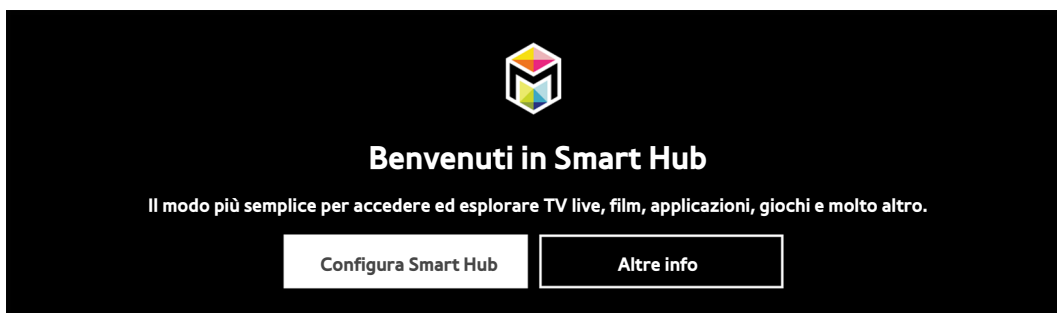 Benvenuti in Smart Hub
Il modo più semplice per accedere ed esplorare TV live, film, applicazioni, giochi e molto altro.
Configura Smart Hub
Altre info